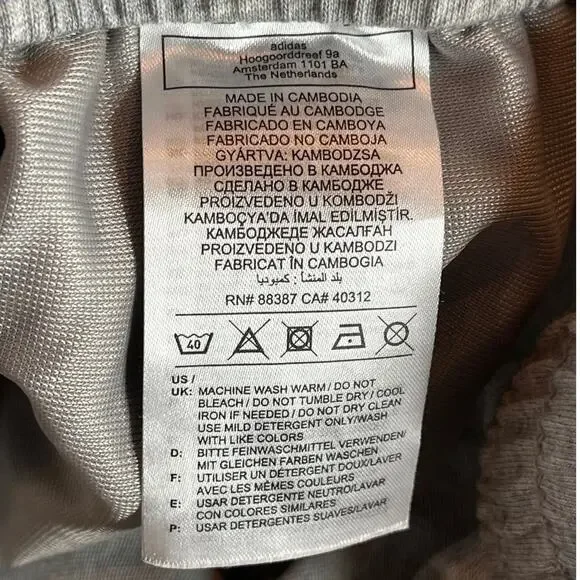 adidas
Hoogoorddreef 9a
Amsterdam 1101 BA
The Netherlands
MADE IN CAMBODIA
FABRIQUÉ AU CAMBODGE
FABRICADO EN CAMBOYA
FABRICADO NO CAMBOJA
GYÁRTVA: KAMBODZSA
ПРОИЗВЕДЕНО В КАМБОДЖА
СДЕЛАНО В КАМБОДЖЕ
PROIZVEDENO U KOMBODŽI
KAMBOÇYA'DA İMAL EDİLMİŞTİR.
КАМБОДЖЕДЕ ЖАСАЛҒАН
PROIZVEDENO V KAMBODZI
FABRICAT ÎN CAMBOGIA
بلد المنشأ : كمبوديا
RN# 88387 CA# 40312
40
US /
UK: MACHINE WASH WARM / DO NOT
BLEACH / DO NOT TUMBLE DRY / COOL
IRON IF NEEDED / DO NOT DRY CLEAN
USE MILD DETERGENT ONLY/WASH
WITH LIKE COLORS
D: BITTE FEINWASCHMITTEL VERWENDEN/
MIT GLEICHEN FARBEN WASCHEN
F: UTILISER UN DÉTERGENT DOUX/LAVER
AVEC LES MÊMES COULEURS
E: USAR DETERGENTE NEUTRO/LAVAR
CON COLORES SIMILARES
P: USAR DETERGENTES SUAVES/LAVAR